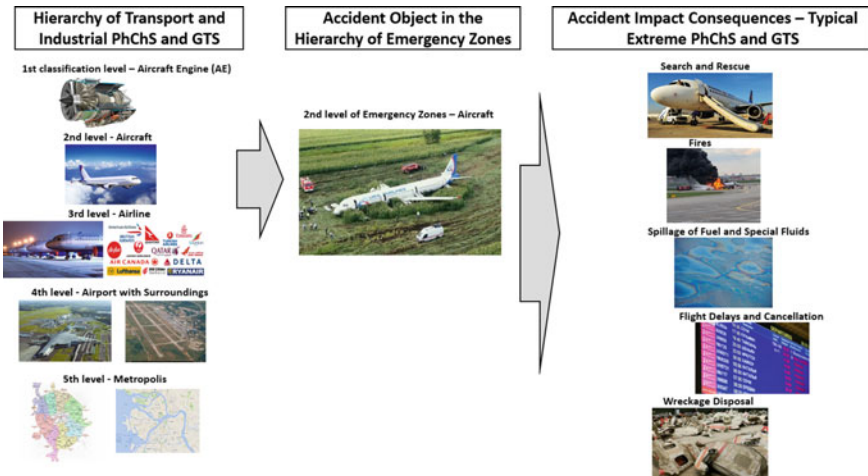 Hierarchy of Transport and
Industrial PhChS and GTS
1st classification level – Aircraft Engine (AE)
2nd level - Aircraft
3rd level - Airline
AIR CANADA
DELTA
Lufthansa
RYANAIR
4th level - Airport with Surroundings
5th level - Metropolis
Accident Object in the
Hierarchy of Emergency Zones
2nd level of Emergency Zones – Aircraft
Accident Impact Consequences – Typical
Extreme PhChS and GTS
Search and Rescue
Fires
Spillage of Fuel and Special Fluids
Flight Delays and Cancellation
Wreckage Disposal